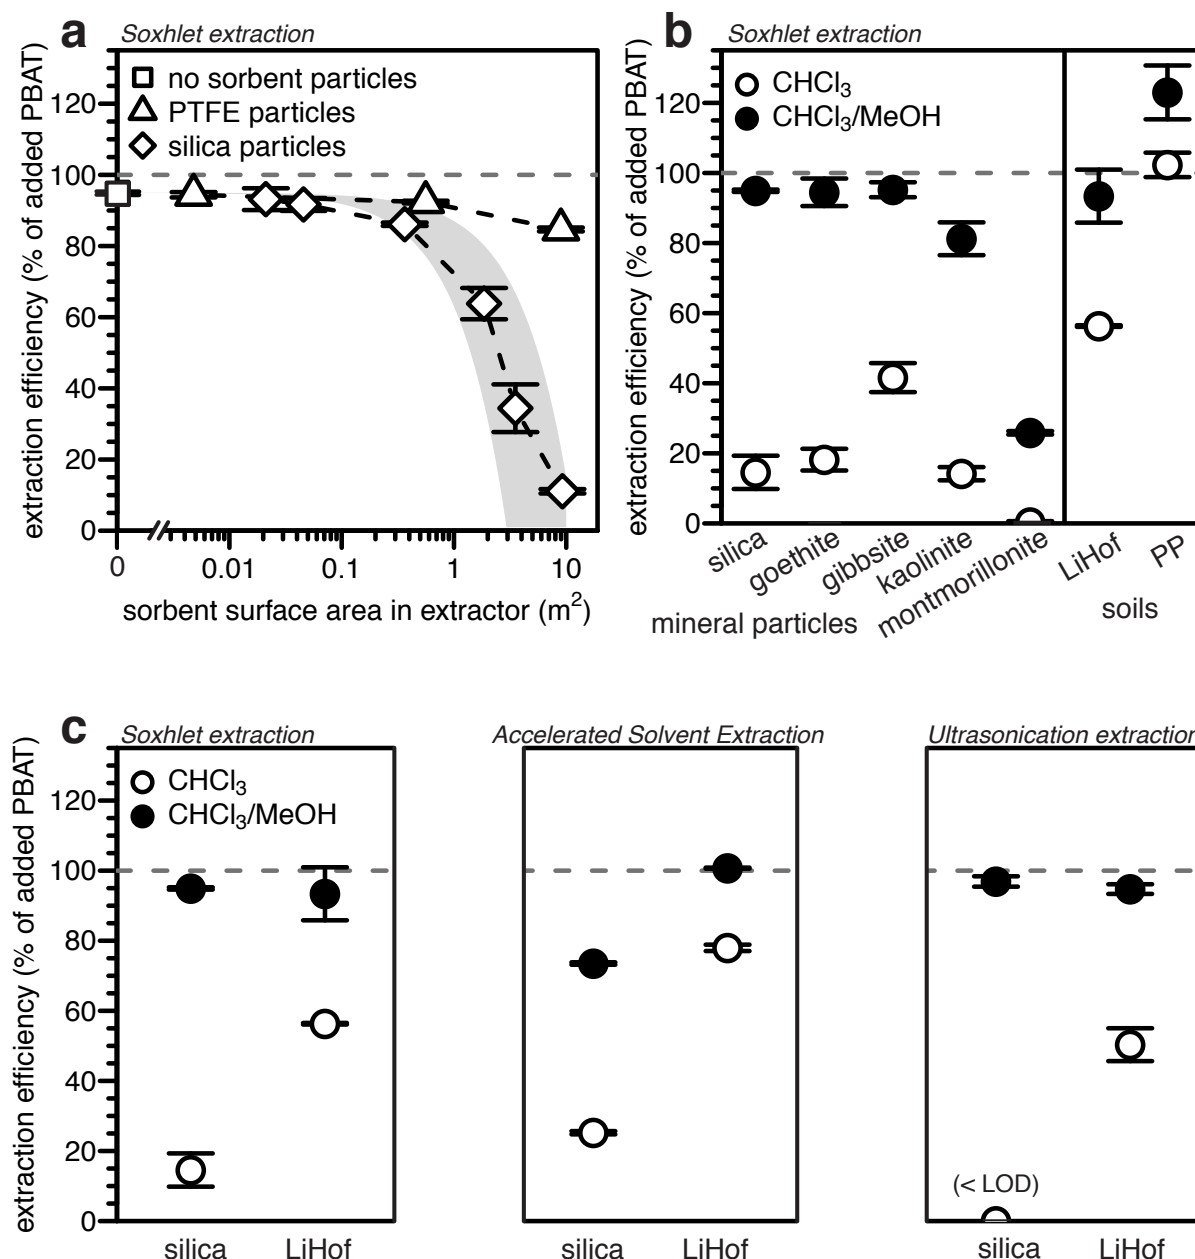 a
Soxhlet extraction
extraction efficiency (% of added PBAT)
no sorbent particles
PTFE particles
silica particles
120
100
80
60
40
20
0
0 0.01 0.1 1 10
sorbent surface area in extractor (m²)
b
Soxhlet extraction
extraction efficiency (% of added PBAT)
CHCl₃
CHCl₃/MeOH
120
100
80
60
40
20
0
silica goethite gibbsite kaolinite montmorillonite LiHof PP
mineral particles soils
c
Soxhlet extraction
extraction efficiency (% of added PBAT)
CHCl₃
CHCl₃/MeOH
120
100
80
60
40
20
0
silica LiHof
Accelerated Solvent Extraction
silica LiHof
Ultrasonication extraction
(< LOD)
silica LiHof